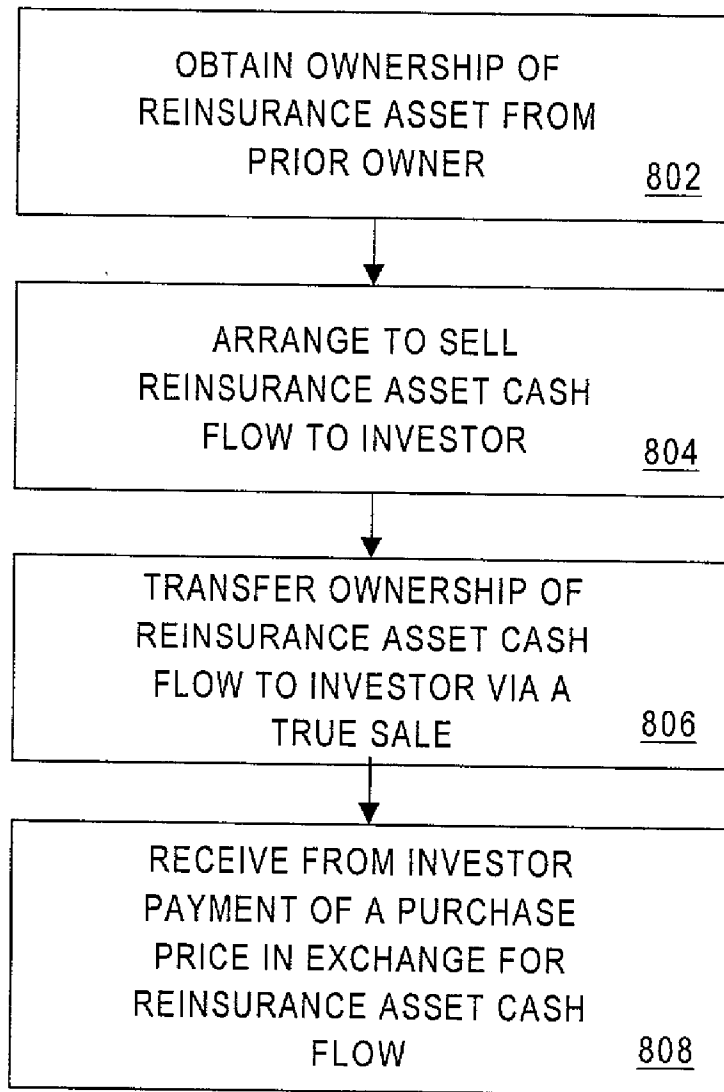 OBTAIN OWNERSHIP OF
REINSURANCE ASSET FROM
PRIOR OWNER
802
ARRANGE TO SELL
REINSURANCE ASSET CASH
FLOW TO INVESTOR
804
TRANSFER OWNERSHIP OF
REINSURANCE ASSET CASH
FLOW TO INVESTOR VIA A
TRUE SALE
806
RECEIVE FROM INVESTOR
PAYMENT OF A PURCHASE
PRICE IN EXCHANGE FOR
REINSURANCE ASSET CASH
FLOW
808